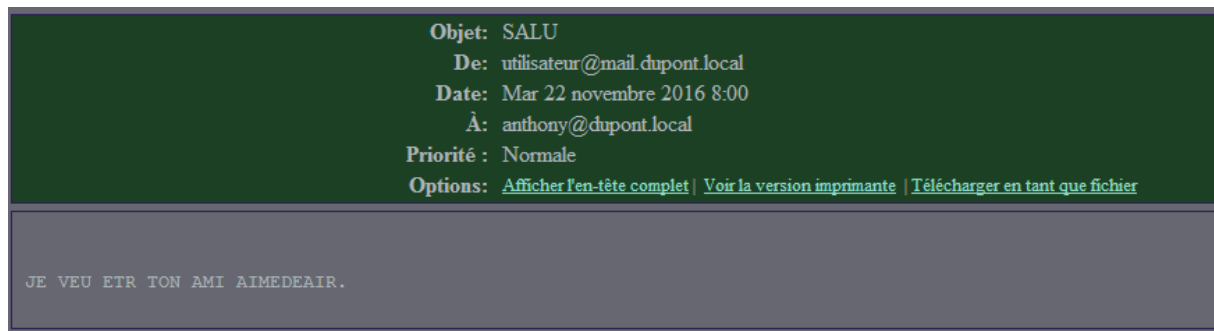 Objet: SALU
De: utilisateur@mail.dupont.local
Date: Mar 22 novembre 2016 8:00
À: anthony@dupont.local
Priorité : Normale
Options: Afficher l'en-tête complet | Voir la version imprimante | Télécharger en tant que fichier
JE VEU ETR TON AMI AIMEDEAIR.